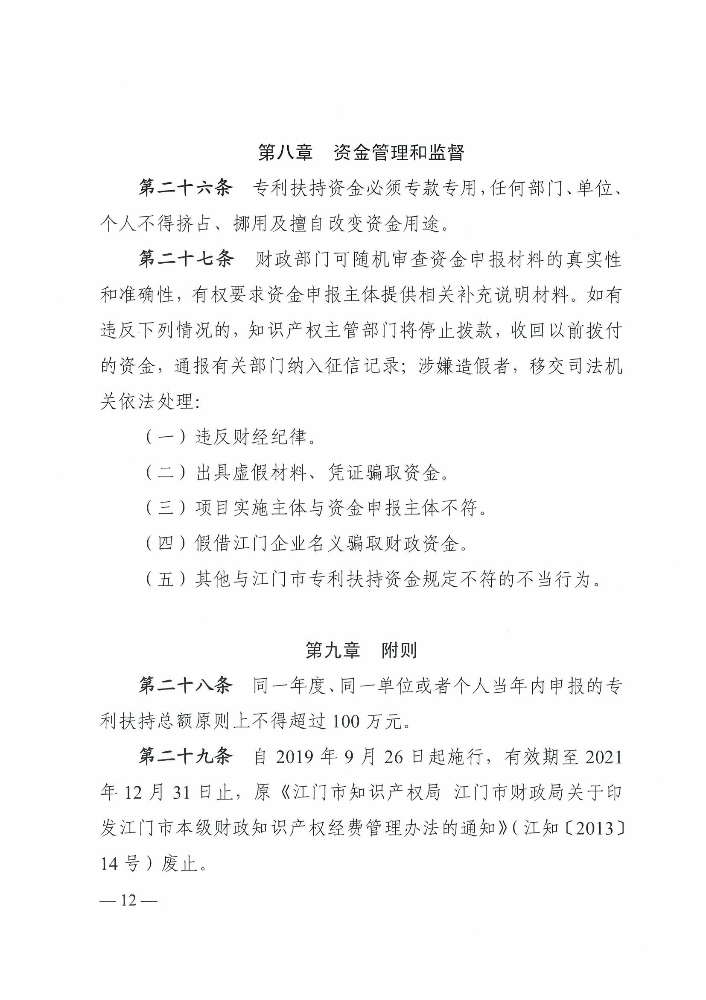 第八章 资金管理和监督
第二十六条 专利扶持资金必须专款专用,任何部门、单位、
个人不得挤占、挪用及擅自改变资金用途。
第二十七条 财政部门可随机审查资金申报材料的真实性
和准确性，有权要求资金申报主体提供相关补充说明材料。如有
违反下列情况的，知识产权主管部门将停止拨款，收回以前拨付
的资金，通报有关部门纳入征信记录；涉嫌造假者，移交司法机
关依法处理：
（一）违反财经纪律。
（二）出具虚假材料、凭证骗取资金。
（三）项目实施主体与资金申报主体不符。
（四）假借江门企业名义骗取财政资金。
（五）其他与江门市专利扶持资金规定不符的不当行为。
第九章 附则
第二十八条 同一年度、同一单位或者个人当年内申报的专
利扶持总额原则上不得超过 100 万元。
第二十九条 自 2019 年 9 月 26 日起施行，有效期至 2021
年 12 月 31 日止，原《江门市知识产权局 江门市财政局关于印
发江门市本级财政知识产权经费管理办法的通知》（江知〔2013〕
14 号）废止。
— 12 —